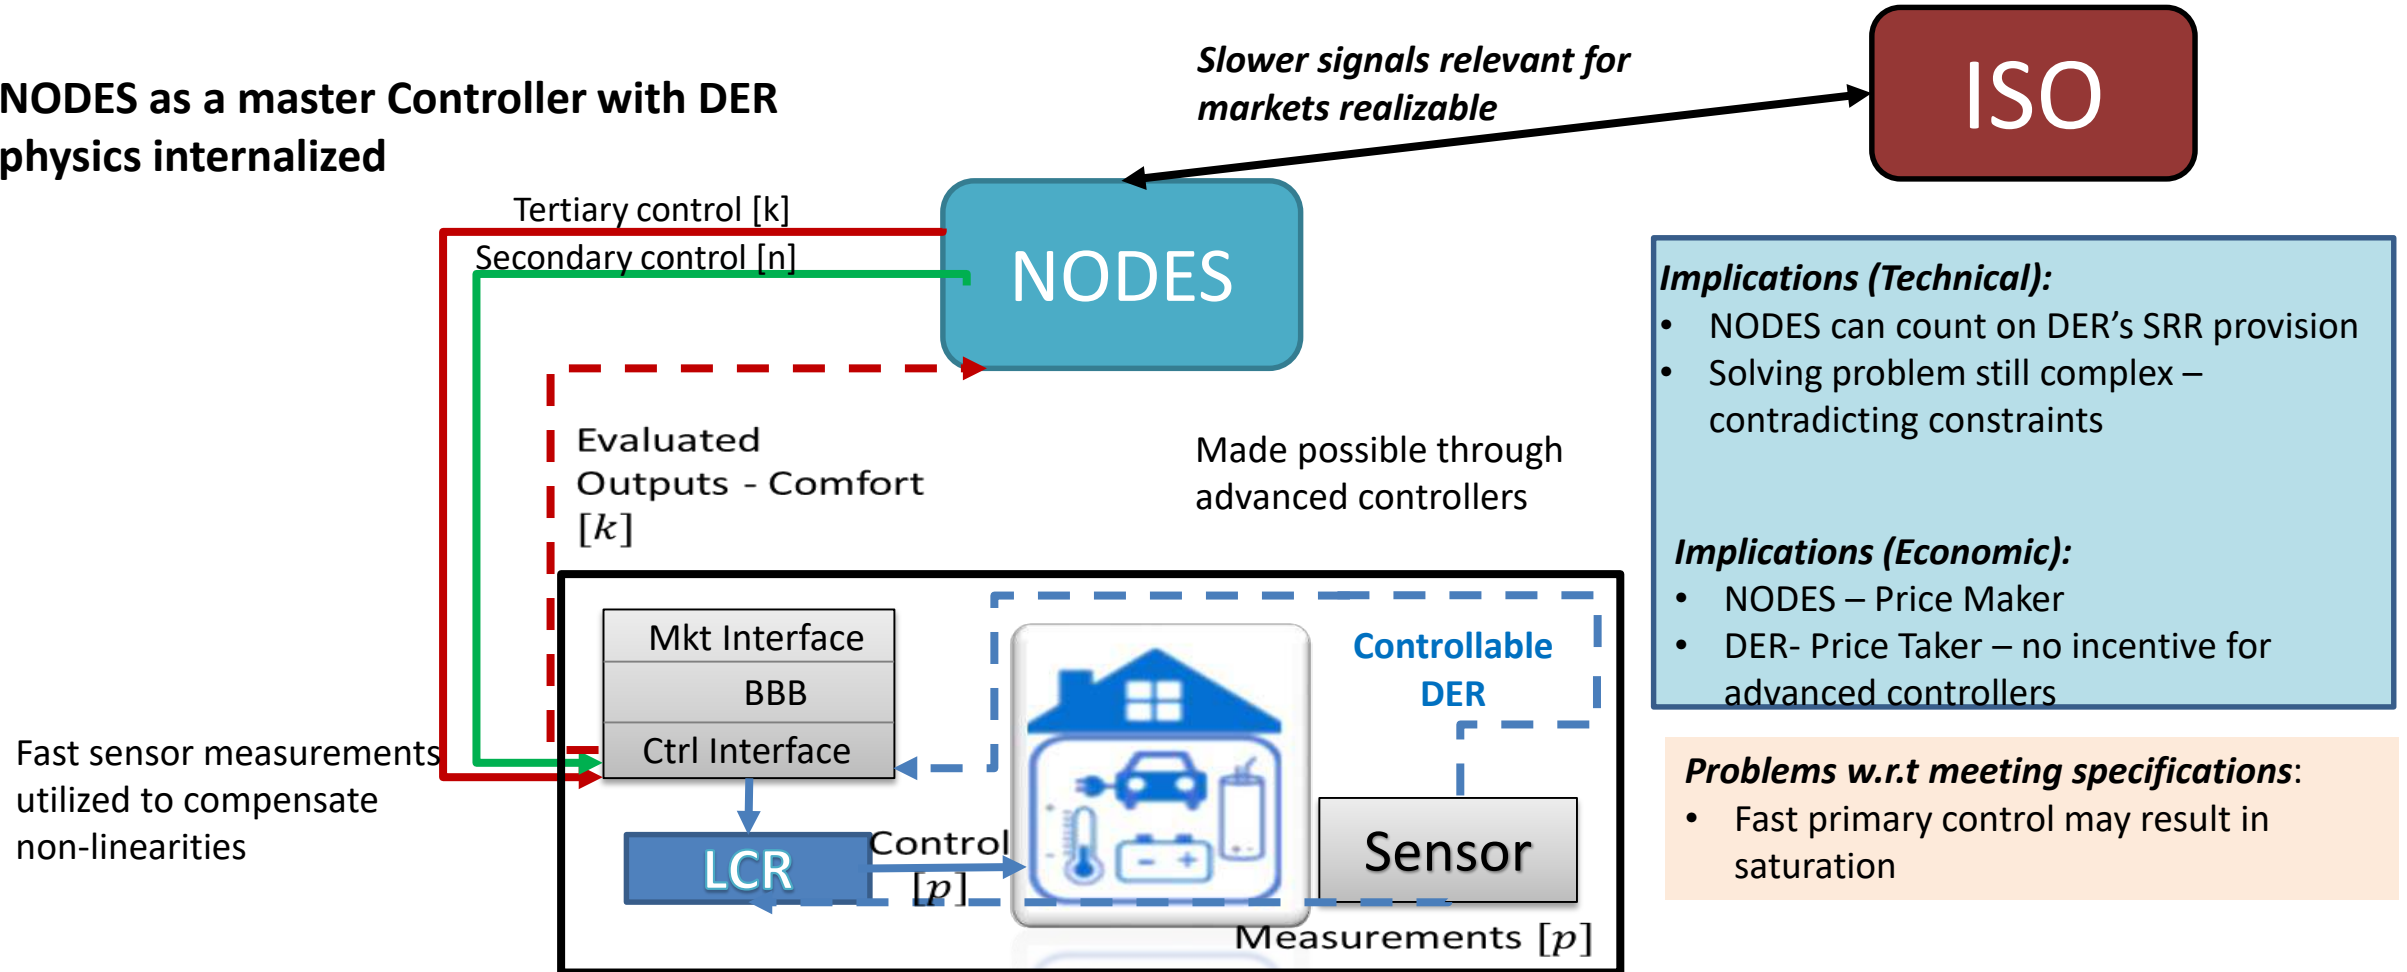 NODES as a master Controller with DER
physics internalized
Slower signals relevant for
markets realizable
ISO
Tertiary control [k]
Secondary control [n]
NODES
Evaluated
Outputs - Comfort
[k]
Made possible through
advanced controllers
Implications (Technical):
• NODES can count on DER’s SRR provision
• Solving problem still complex –
contradicting constraints
Implications (Economic):
• NODES – Price Maker
• DER- Price Taker – no incentive for
advanced controllers
Problems w.r.t meeting specifications:
• Fast primary control may result in
saturation
Fast sensor measurements
utilized to compensate
non-linearities
Mkt Interface
BBB
Ctrl Interface
LCR
Control
[p]
Controllable
DER
Sensor
Measurements [p]